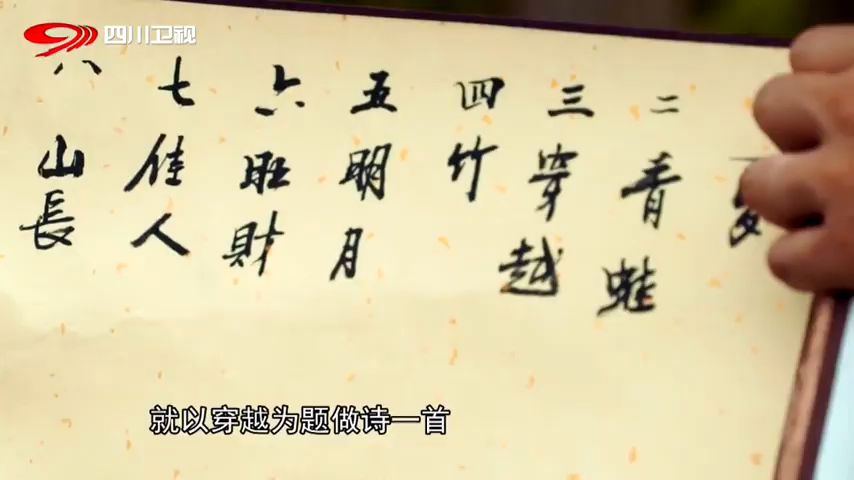 四川卫视
二 青蛙
三 穿越
四 竹
五 明月
六 旺財
七 佳人
八 山長
就以穿越为题做诗一首